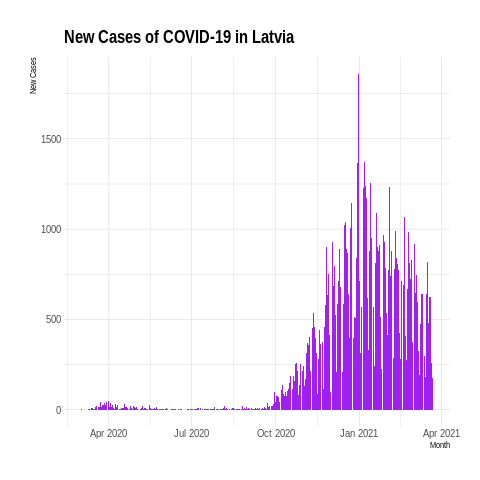 New Cases of COVID-19 in Latvia
New Cases
1500
1000
500
0
Apr 2020 Jul 2020 Oct 2020 Jan 2021 Apr 2021
Month